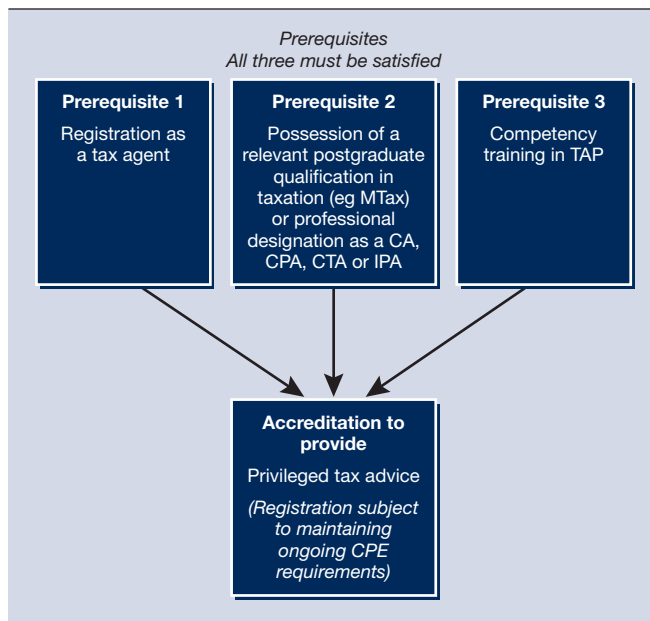 Prerequisites
All three must be satisfied
Prerequisite 1
Registration as
a tax agent
Prerequisite 2
Possession of a
relevant postgraduate
qualification in
taxation (eg MTax)
or professional
designation as a CA,
CPA, CTA or IPA
Prerequisite 3
Competency
training in TAP
Accreditation to
provide
Privileged tax advice
(Registration subject
to maintaining
ongoing CPE
requirements)